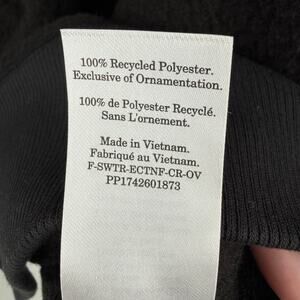 100% Recycled Polyester.
Exclusive of Ornamentation.
100% de Polyester Recyclé.
Sans L'ornement.
Made in Vietnam.
Fabriqué au Vietnam.
F-SWTR-ECTNF-CR-OV
PP1742601873